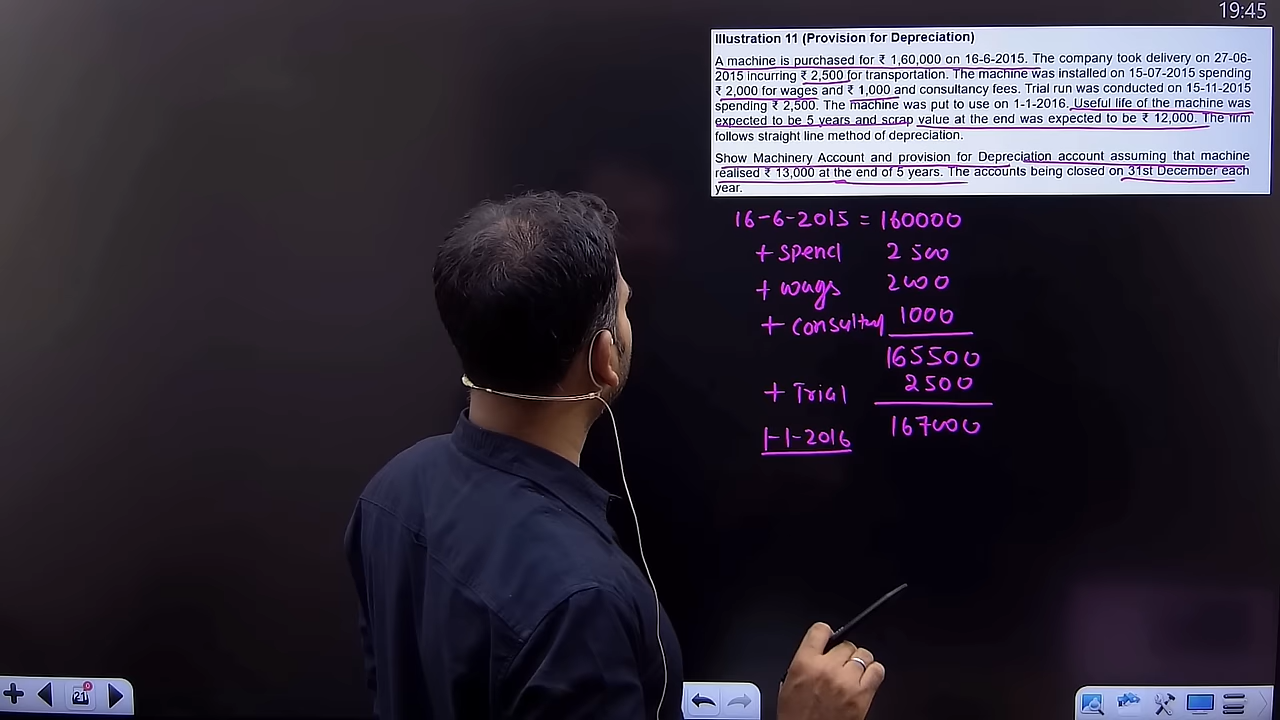 19:45
Illustration 11 (Provision for Depreciation)
A machine is purchased for ₹ 1,60,000 on 16-6-2015. The company took delivery on 27-06-
2015 incurring ₹ 2,500 for transportation. The machine was installed on 15-07-2015 spending
₹ 2,000 for wages and ₹ 1,000 and consultancy fees. Trial run was conducted on 15-11-2015
spending ₹ 2,500. The machine was put to use on 1-1-2016. Useful life of the machine was
expected to be 5 years and scrap value at the end was expected to be ₹ 12,000. The firm
follows straight line method of depreciation.
Show Machinery Account and provision for Depreciation account assuming that machine
realised ₹ 13,000 at the end of 5 years. The accounts being closed on 31st December each
year.
16-6-2015 = 160000
+ spend 2500
+ wags 2000
+ consultay 1000
165500
+ Trial 2500
1-1-2016 167000
21
0